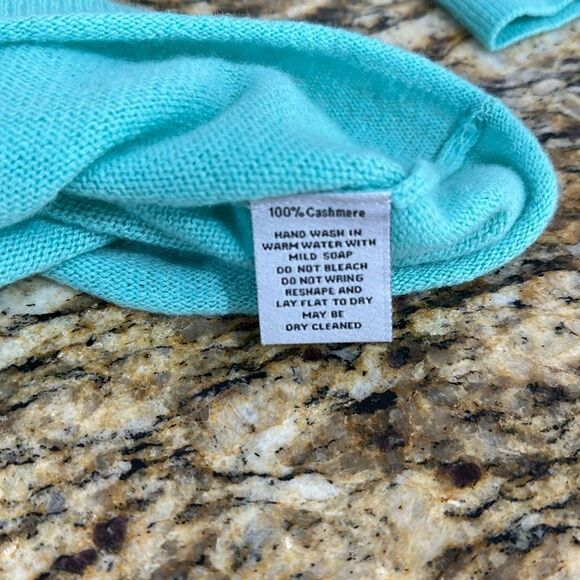 100% Cashmere
HAND WASH IN
WARM WATER WITH
MILD SOAP
DO NOT BLEACH
DO NOT WRING
RESHAPE AND
LAY FLAT TO DRY
MAY BE
DRY CLEANED